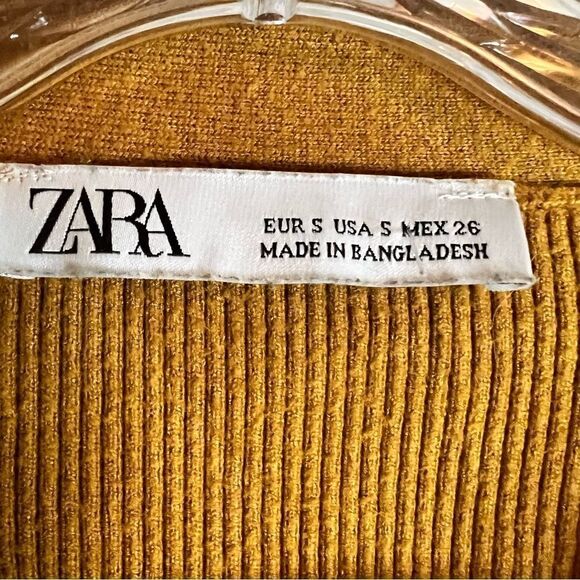 ZARA
EUR S USA S MEX 26
MADE IN BANGLADESH